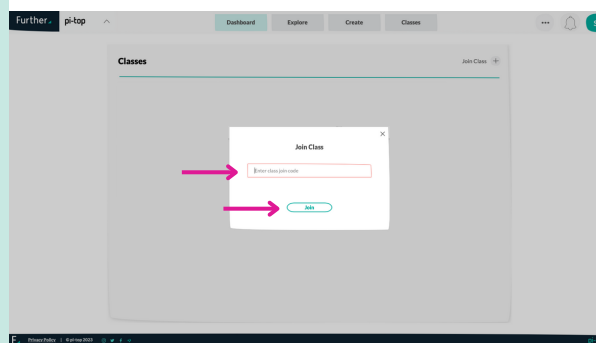 Further. pi-top Dashboard Explore Create Classes ...
Classes Join Class +
Join Class
Enter class join code
Join
F. Privacy Policy | © pi-top 2023